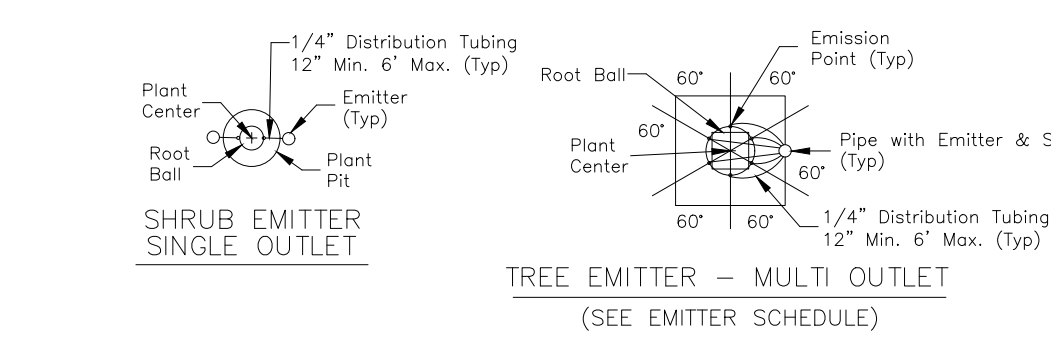 1/4" Distribution Tubing
12" Min. 6' Max. (Typ)
Plant
Center
Emitter
(Typ)
Root
Ball
Plant
Pit
SHRUB EMITTER
SINGLE OUTLET
Emission
Point (Typ)
Root Ball
60°
60°
60°
Plant
Center
Pipe with Emitter & S
(Typ)
60°
60°
60°
1/4" Distribution Tubing
12" Min. 6' Max. (Typ)
TREE EMITTER – MULTI OUTLET
(SEE EMITTER SCHEDULE)